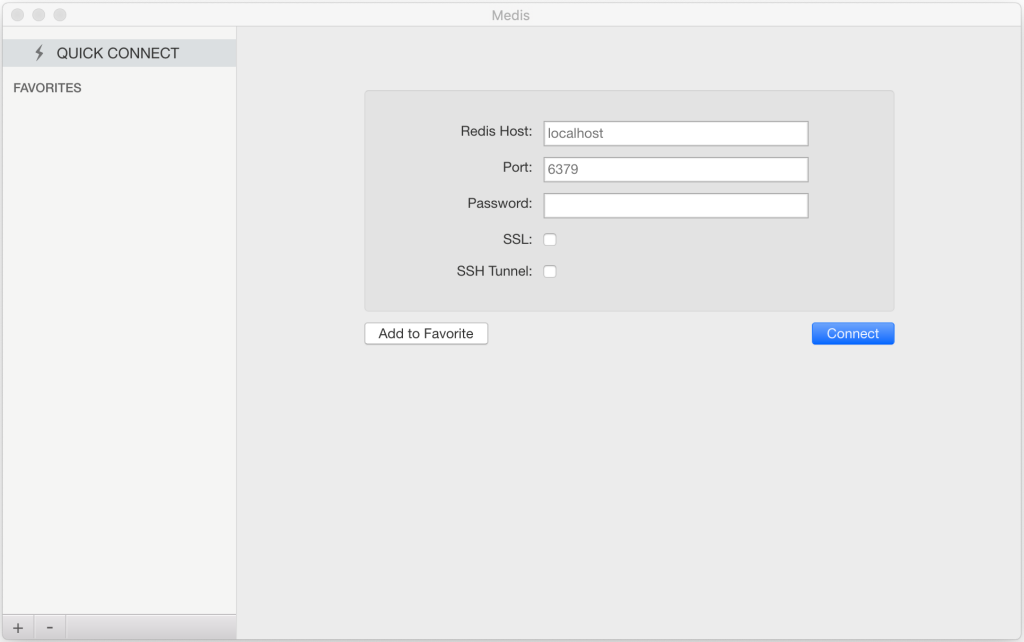 Medis
QUICK CONNECT
FAVORITES
Redis Host: localhost
Port: 6379
Password:
SSL:
SSH Tunnel:
Add to Favorite
Connect
+ -